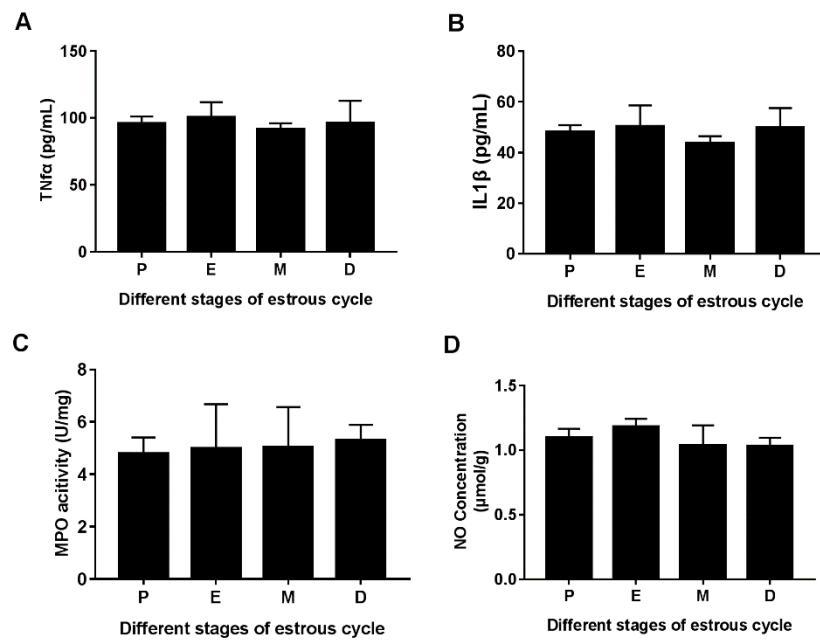 A
TNfα (pg/mL)
150
100
50
0
P E M D
Different stages of estrous cycle
B
IL1β (pg/mL)
80
60
40
20
0
P E M D
Different stages of estrous cycle
C
MPO acitivity (U/mg)
8
6
4
2
0
P E M D
Different stages of estrous cycle
D
NO Concentration
(μmol/g)
1.5
1.0
0.5
0.0
P E M D
Different stages of estrous cycle